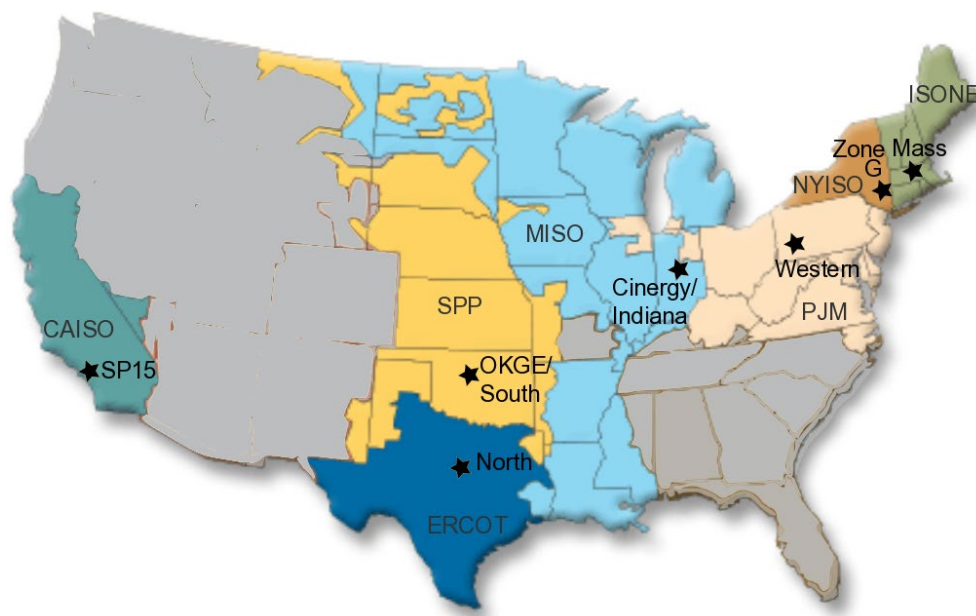 ISONE
Zone Mass
G
NYISO
MISO
Cinergy/
Indiana
Western
PJM
SPP
CAISO
SP15
OKGE/
South
North
ERCOT